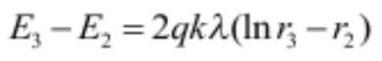 E₃ − E₂ = 2qkλ(ln r₃ − r₂)